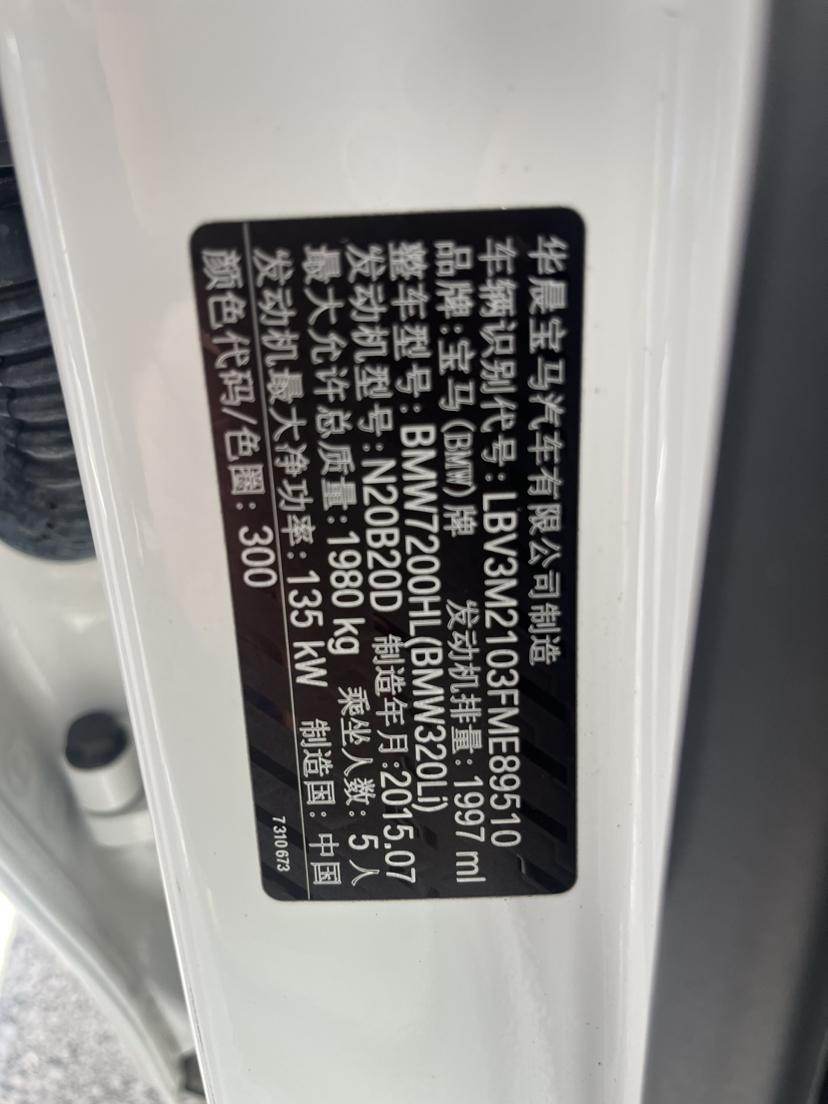 华晨宝马汽车有限公司制造
车辆识别代号:LBV3M2103FME89510
品牌:宝马(BMW)牌 发动机排量:1997 ml
整车型号:BMW7200HL(BMW320Li)
发动机型号:N20B20D 制造年月:2015.07
最大允许总质量:1980 kg 乘坐人数:5人
发动机最大净功率:135 kW 制造国:中国
颜色代码/色圈:300
7 310 673